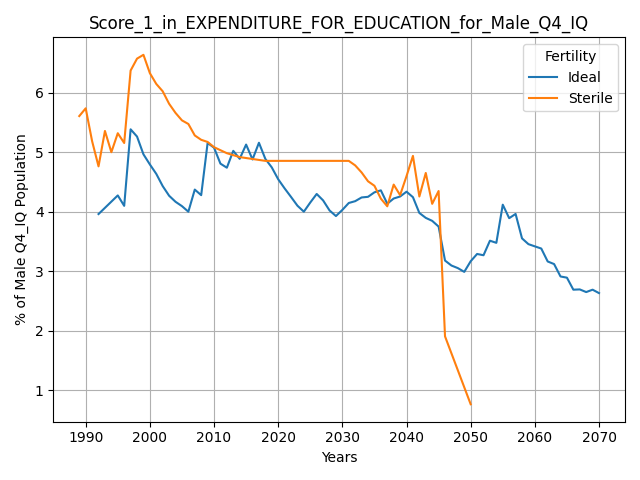 Score_1_in_EXPENDITURE_FOR_EDUCATION_for_Male_Q4_IQ
Fertility
Ideal
Sterile
% of Male Q4_IQ Population
6
5
4
3
2
1
1990 2000 2010 2020 2030 2040 2050 2060 2070
Years